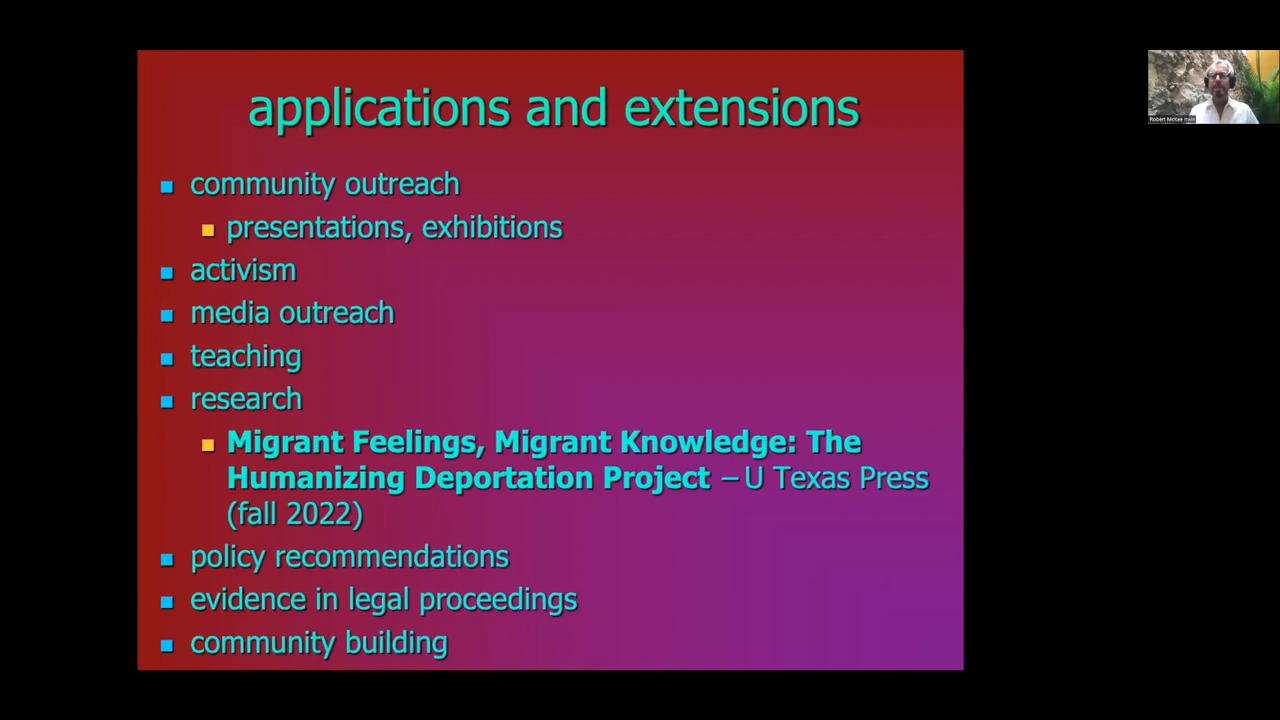 applications and extensions
community outreach
presentations, exhibitions
activism
media outreach
teaching
research
Migrant Feelings, Migrant Knowledge: The
Humanizing Deportation Project – U Texas Press
(fall 2022)
policy recommendations
evidence in legal proceedings
community building
Robert McKee Irwin